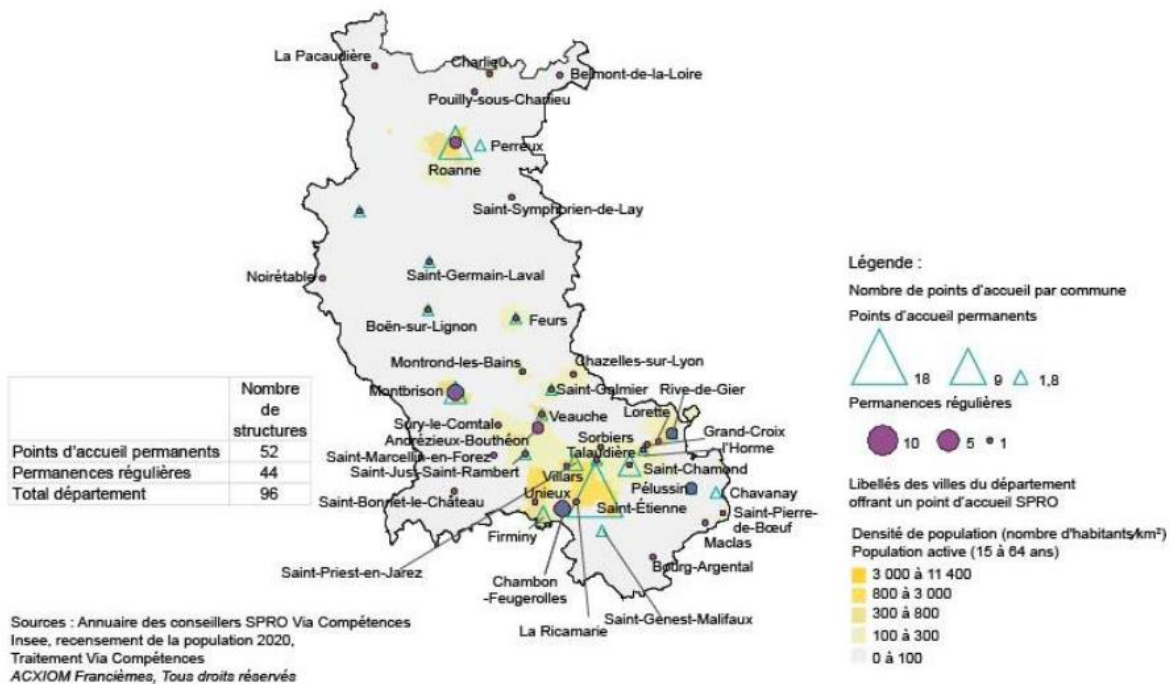 La Pacaudière
Charlieu
Belmont-de-la-Loire
Pouilly-sous-Charlieu
Perreux
Roanne
Saint-Symphorien-de-Lay
Noirétable
Saint-Germain-Laval
Boën-sur-Lignon
Feurs
Montrond-les-Bains
Chazelles-sur-Lyon
Montbrison
Saint-Galmier
Rive-de-Gier
Sury-le-Comtal
Veauche
Lorette
Andrézieux-Bouthéon
Sorbiers
Grand-Croix
Saint-Marcellin-en-Forez
Talaudière
l'Horme
Saint-Just-Saint-Rambert
Villars
Saint-Chamond
Saint-Bonnet-le-Château
Unieux
Pélussin
Chavanay
Saint-Étienne
Saint-Pierre-
de-Bœuf
Firminy
Maclas
Saint-Priest-en-Jarez
Chambon
-Feugerolles
Bourg-Argental
La Ricamarie
Saint-Genest-Malifaux
Nombre
de
structures
Points d'accueil permanents 52
Permanences régulières 44
Total département 96
Légende :
Nombre de points d'accueil par commune
Points d'accueil permanents
18 9 1,8
Permanences régulières
10 5 1
Libellés des villes du département
offrant un point d'accueil SPRO
Densité de population (nombre d'habitants/km²)
Population active (15 à 64 ans)
3 000 à 11 400
800 à 3 000
300 à 800
100 à 300
0 à 100
Sources : Annuaire des conseillers SPRO Via Compétences
Insee, recensement de la population 2020,
Traitement Via Compétences
ACXIOM Francièmes, Tous droits réservés